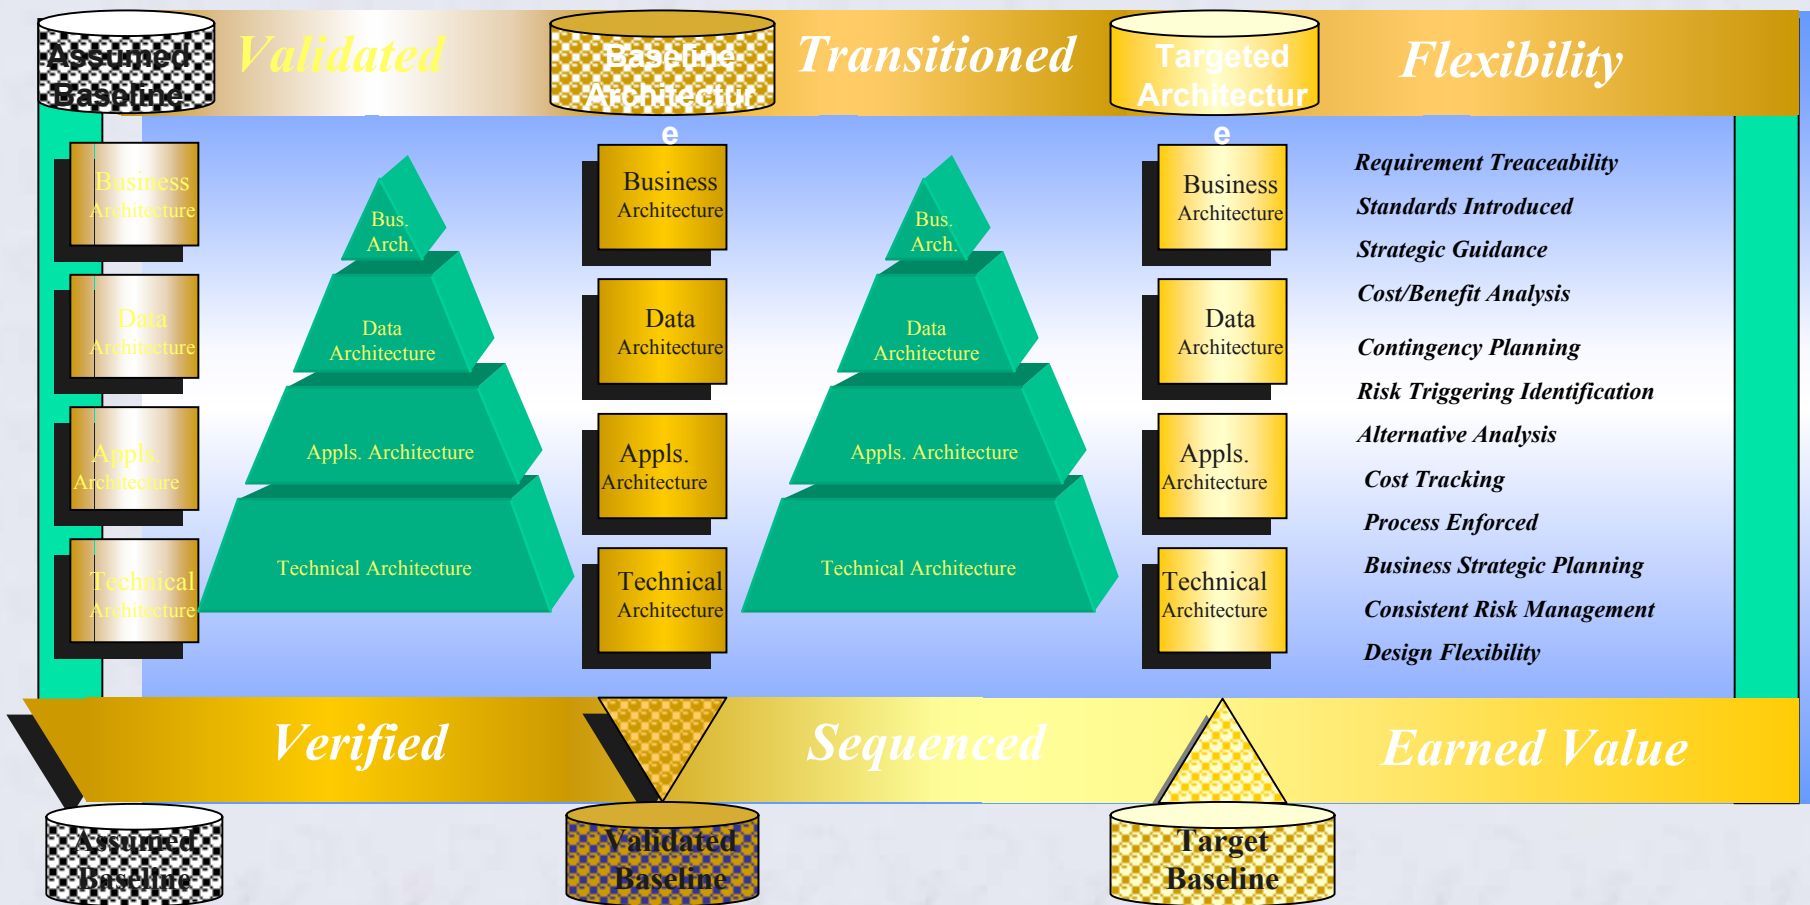 Assumed
Baseline
Validated
Baseline
Architectur
e
Transitioned
Targeted
Architectur
e
Flexibility
Business
Architecture
Data
Architecture
Appls.
Architecture
Technical
Architecture
Bus.
Arch.
Data
Architecture
Appls. Architecture
Technical Architecture
Business
Architecture
Data
Architecture
Appls.
Architecture
Technical
Architecture
Bus.
Arch.
Data
Architecture
Appls. Architecture
Technical Architecture
Business
Architecture
Data
Architecture
Appls.
Architecture
Technical
Architecture
Requirement Treaceability
Standards Introduced
Strategic Guidance
Cost/Benefit Analysis
Contingency Planning
Risk Triggering Identification
Alternative Analysis
Cost Tracking
Process Enforced
Business Strategic Planning
Consistent Risk Management
Design Flexibility
Verified
Sequenced
Earned Value
Assumed
Baseline
Validated
Baseline
Target
Baseline